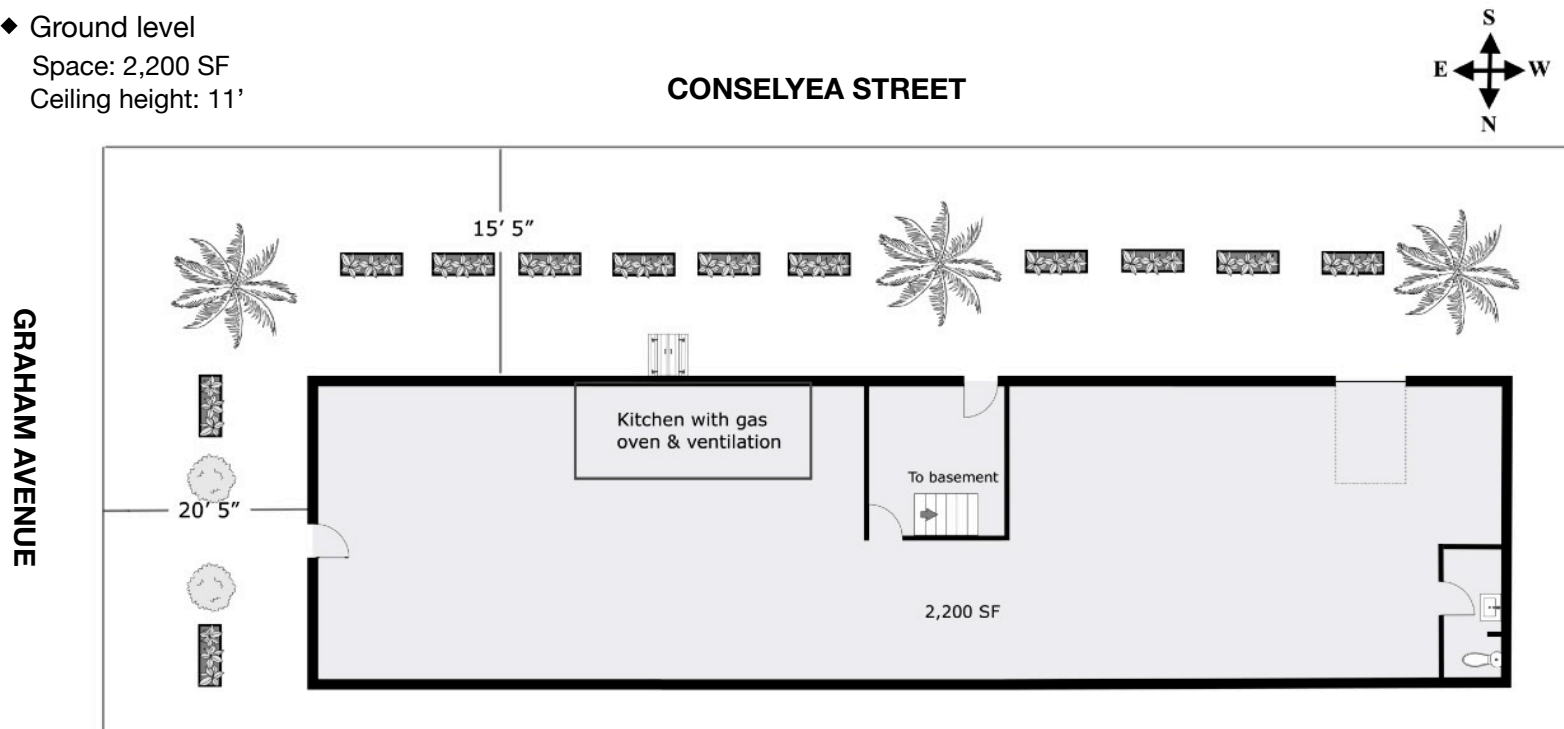 ◆ Ground level
Space: 2,200 SF
Ceiling height: 11’
CONSELYEA STREET
S
E W
N
15’ 5”
GRAHAM AVENUE
Kitchen with gas
oven & ventilation
To basement
20’ 5”
2,200 SF